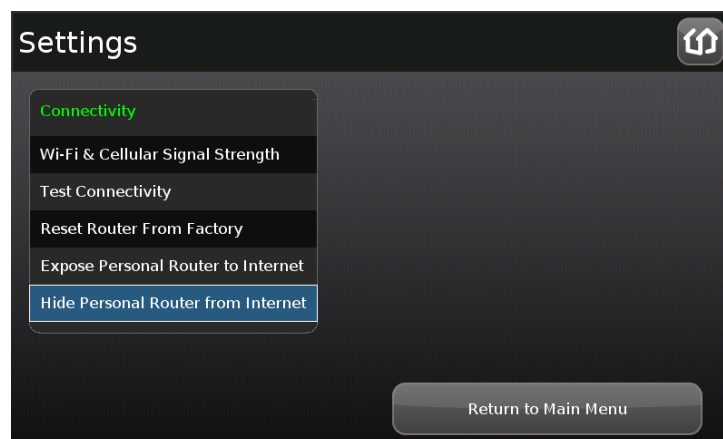 Settings
Connectivity
Wi-Fi & Cellular Signal Strength
Test Connectivity
Reset Router From Factory
Expose Personal Router to Internet
Hide Personal Router from Internet
Return to Main Menu